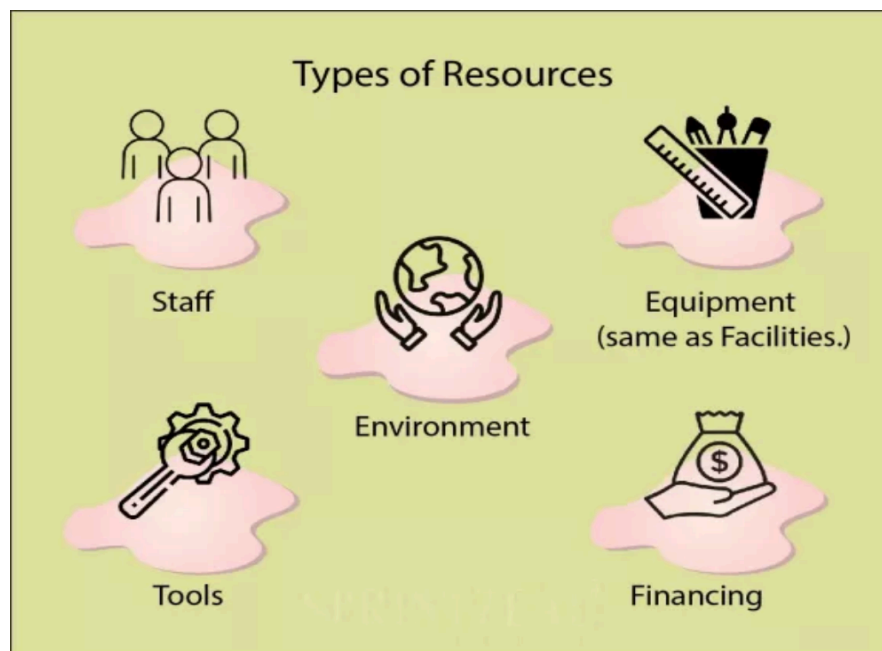 Types of Resources
Staff
Equipment
(same as Facilities.)
Environment
$
Tools
Financing